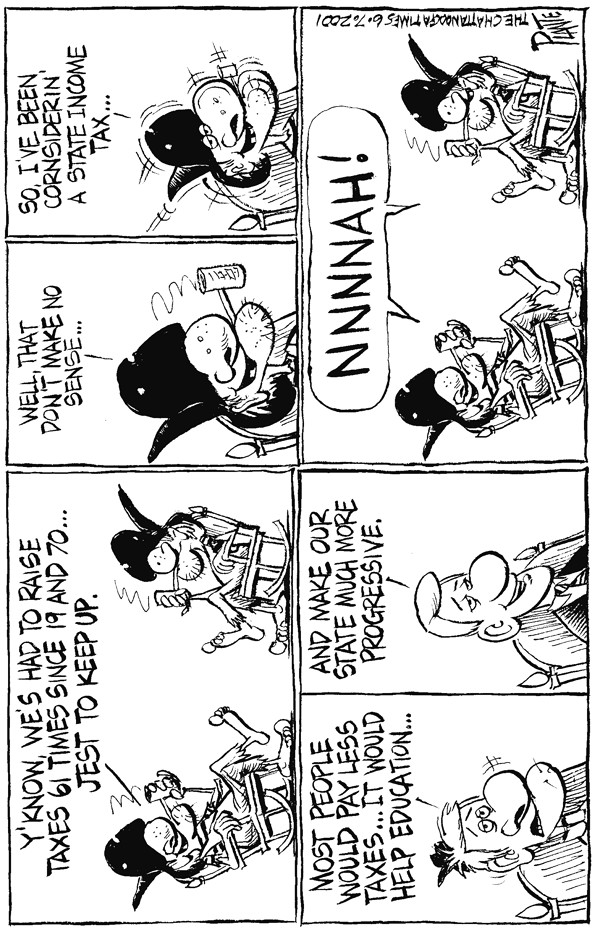 Y'KNOW, WE'S HAD TO RAISE
TAXES 61 TIMES SINCE 19 AND 70...
JEST TO KEEP UP.
WELL, THAT
DON'T MAKE NO
SENSE...
SO, I'VE BEEN
CORNSIDERIN'
A STATE INCOME
TAX...
MOST PEOPLE
WOULD PAY LESS
TAXES...IT WOULD
HELP EDUCATION...
AND MAKE OUR
STATE MUCH MORE
PROGRESSIVE.
NNNNAH!
PLANTE
THE CHATTANOOGA TIMES 6.7.2001